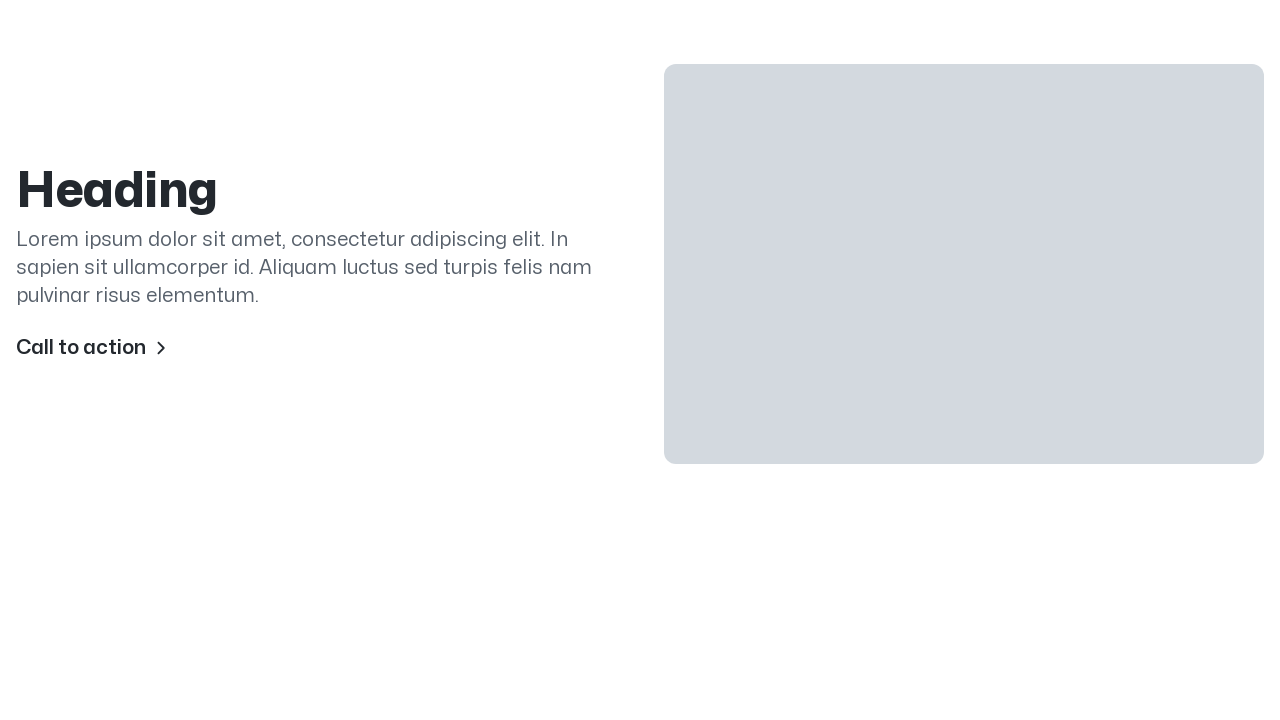 Heading
Lorem ipsum dolor sit amet, consectetur adipiscing elit. In
sapien sit ullamcorper id. Aliquam luctus sed turpis felis nam
pulvinar risus elementum.
Call to action